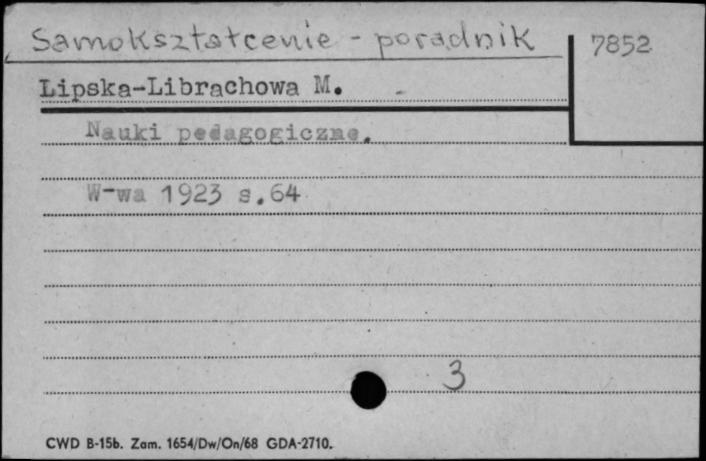 Samokształcenie - poradnik
7852
Lipska-Librachowa M. -
Nauki pedagogiczne.
W-wa 1923 s.64
3
CWD B-15b. Zam. 1654/Dw/On/68 GDA-2710.